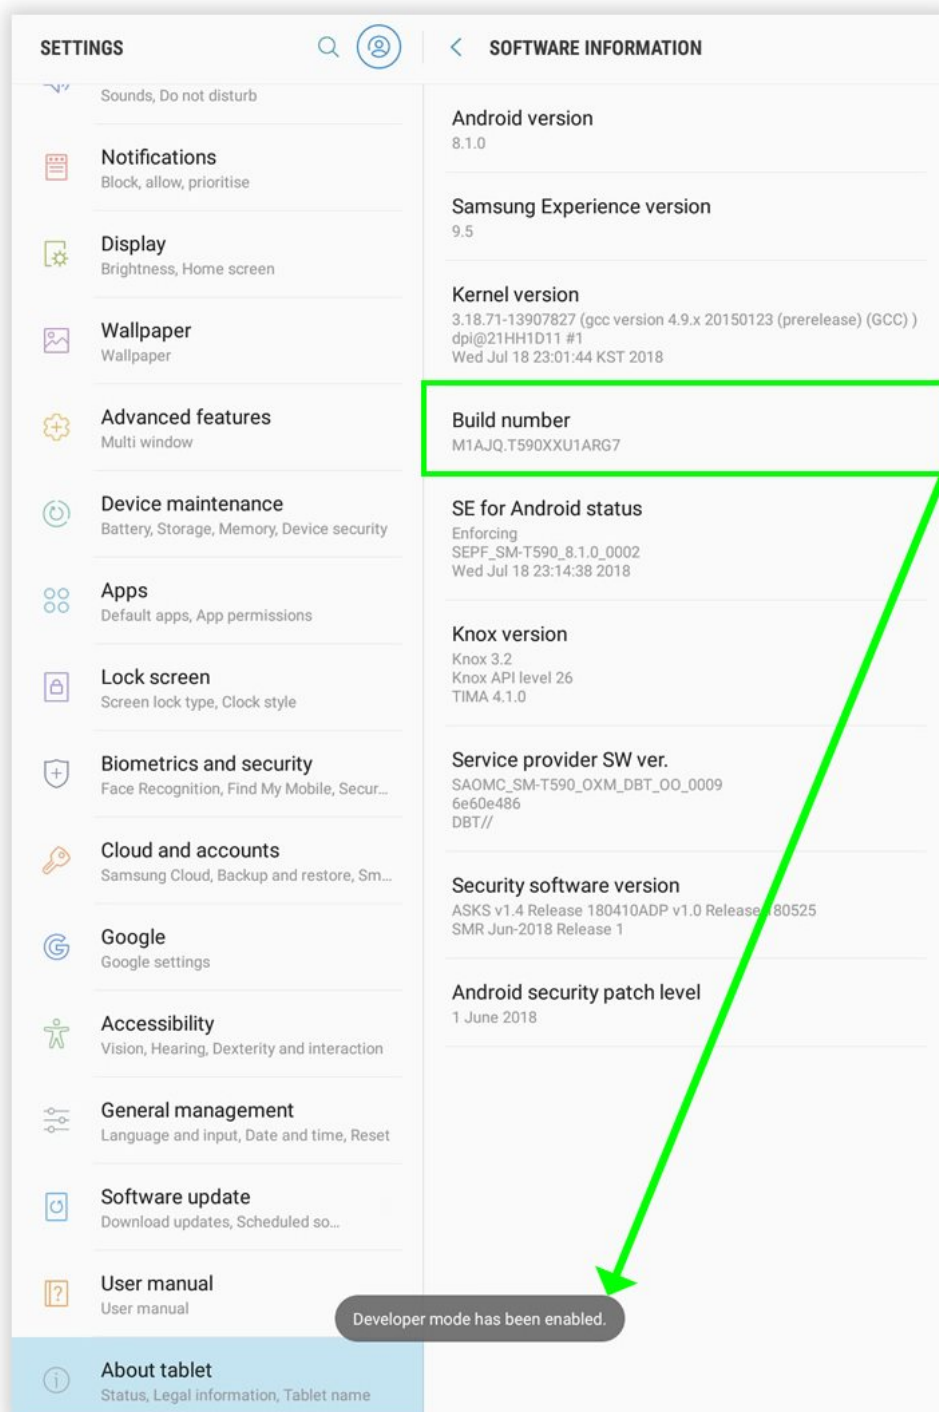 SETTINGS
Sounds, Do not disturb
Notifications
Block, allow, prioritise
Display
Brightness, Home screen
Wallpaper
Wallpaper
Advanced features
Multi window
Device maintenance
Battery, Storage, Memory, Device security
Apps
Default apps, App permissions
Lock screen
Screen lock type, Clock style
Biometrics and security
Face Recognition, Find My Mobile, Secur...
Cloud and accounts
Samsung Cloud, Backup and restore, Sm...
Google
Google settings
Accessibility
Vision, Hearing, Dexterity and interaction
General management
Language and input, Date and time, Reset
Software update
Download updates, Scheduled so...
User manual
User manual
About tablet
Status, Legal information, Tablet name
SOFTWARE INFORMATION
Android version
8.1.0
Samsung Experience version
9.5
Kernel version
3.18.71-13907827 (gcc version 4.9.x 20150123 (prerelease) (GCC) )
dpi@21HH1D11 #1
Wed Jul 18 23:01:44 KST 2018
Build number
M1AJQ.T590XXU1ARG7
SE for Android status
Enforcing
SEPF_SM-T590_8.1.0_0002
Wed Jul 18 23:14:38 2018
Knox version
Knox 3.2
Knox API level 26
TIMA 4.1.0
Service provider SW ver.
SAOMC_SM-T590_OXM_DBT_OO_0009
6e60e486
DBT//
Security software version
ASKS v1.4 Release 180410ADP v1.0 Release 180525
SMR Jun-2018 Release 1
Android security patch level
1 June 2018
Developer mode has been enabled.